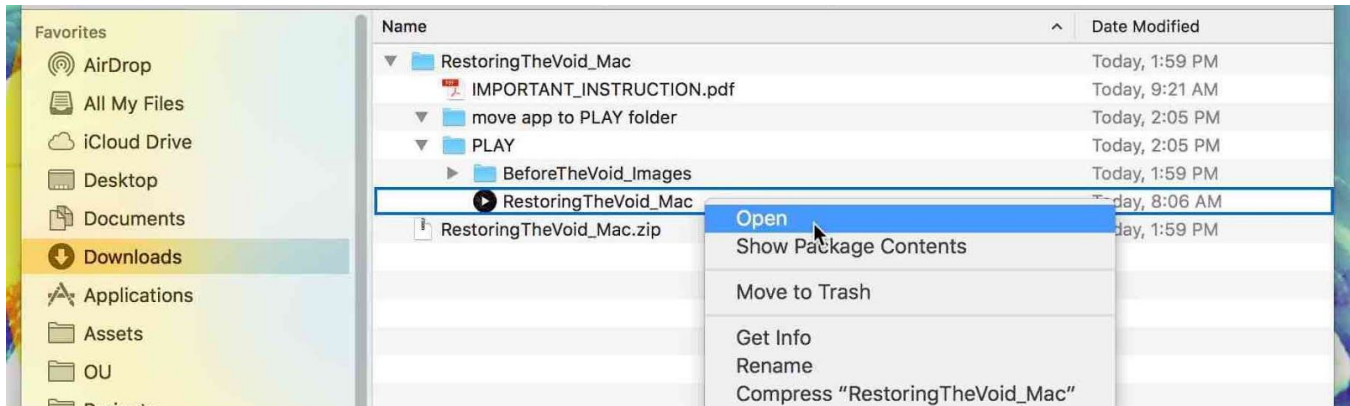 Favorites
AirDrop
All My Files
iCloud Drive
Desktop
Documents
Downloads
Applications
Assets
OU
Name Date Modified
RestoringTheVoid_Mac Today, 1:59 PM
IMPORTANT_INSTRUCTION.pdf Today, 9:21 AM
move app to PLAY folder Today, 2:05 PM
PLAY Today, 2:05 PM
BeforeTheVoid_Images Today, 1:59 PM
RestoringTheVoid_Mac Today, 8:06 AM
RestoringTheVoid_Mac.zip day, 1:59 PM
Open
Show Package Contents
Move to Trash
Get Info
Rename
Compress “RestoringTheVoid_Mac”